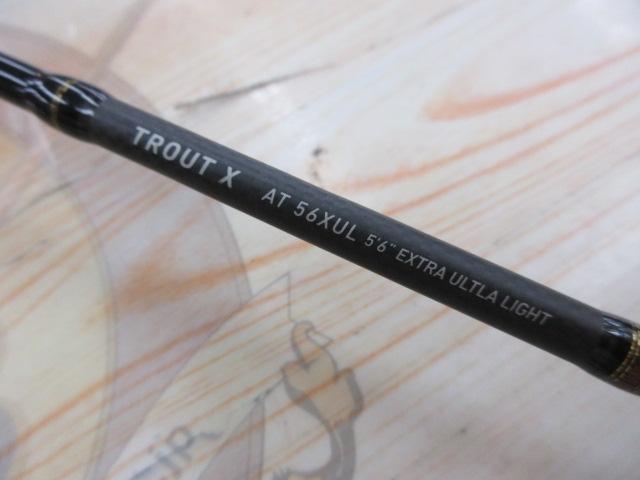 TROUT X AT 56XUL 5'6" EXTRA ULTLA LIGHT